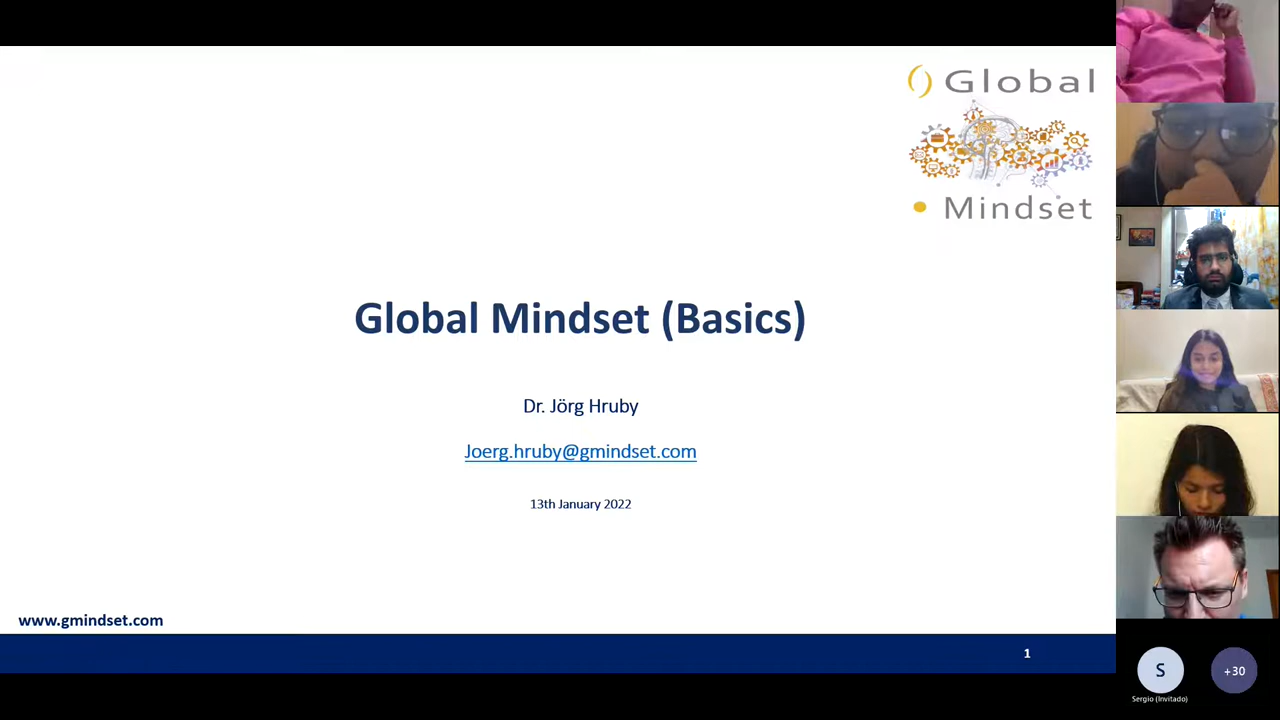 Global
Mindset
Global Mindset (Basics)
Dr. Jörg Hruby
Joerg.hruby@gmindset.com
13th January 2022
www.gmindset.com
1
S
+30
Sergio (Invitado)